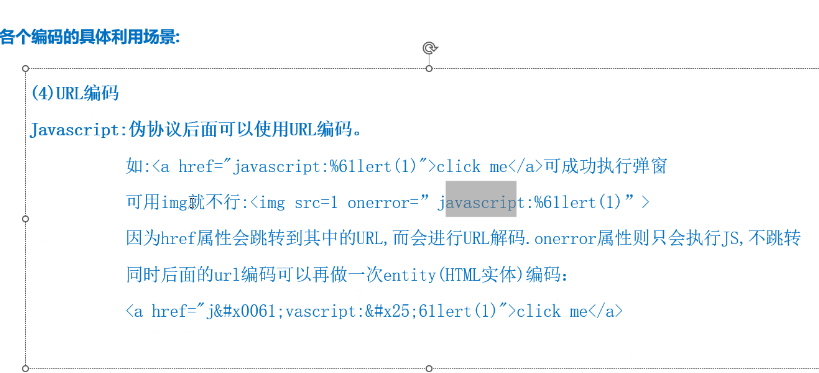 各个编码的具体利用场景:
(4)URL编码
Javascript:伪协议后面可以使用URL编码。
如:<a href="javascript:%61lert(1)">click me</a>可成功执行弹窗
可用img就不行:<img src=1 onerror=”javascript:%61lert(1)”>
因为href属性会跳转到其中的URL,而会进行URL解码.onerror属性则只会执行JS,不跳转
同时后面的url编码可以再做一次entity(HTML实体)编码:
<a href="j&#x0061;vascript:&#x25;61lert(1)">click me</a>